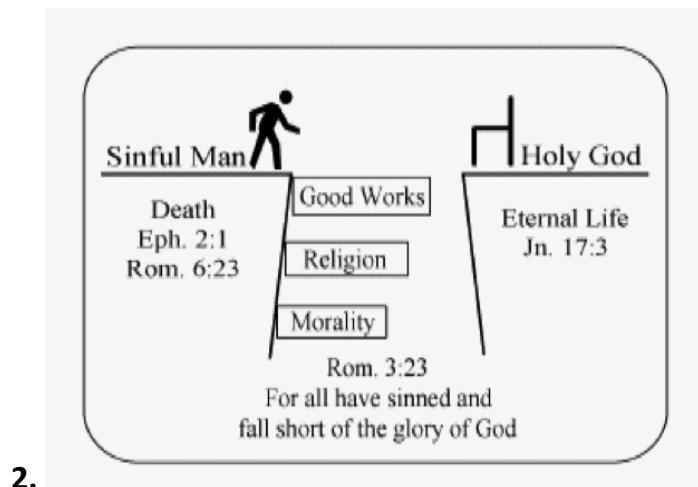 Sinful Man
Holy God
Death
Eph. 2:1
Rom. 6:23
Good Works
Religion
Morality
Eternal Life
Jn. 17:3
Rom. 3:23
For all have sinned and
fall short of the glory of God
2.